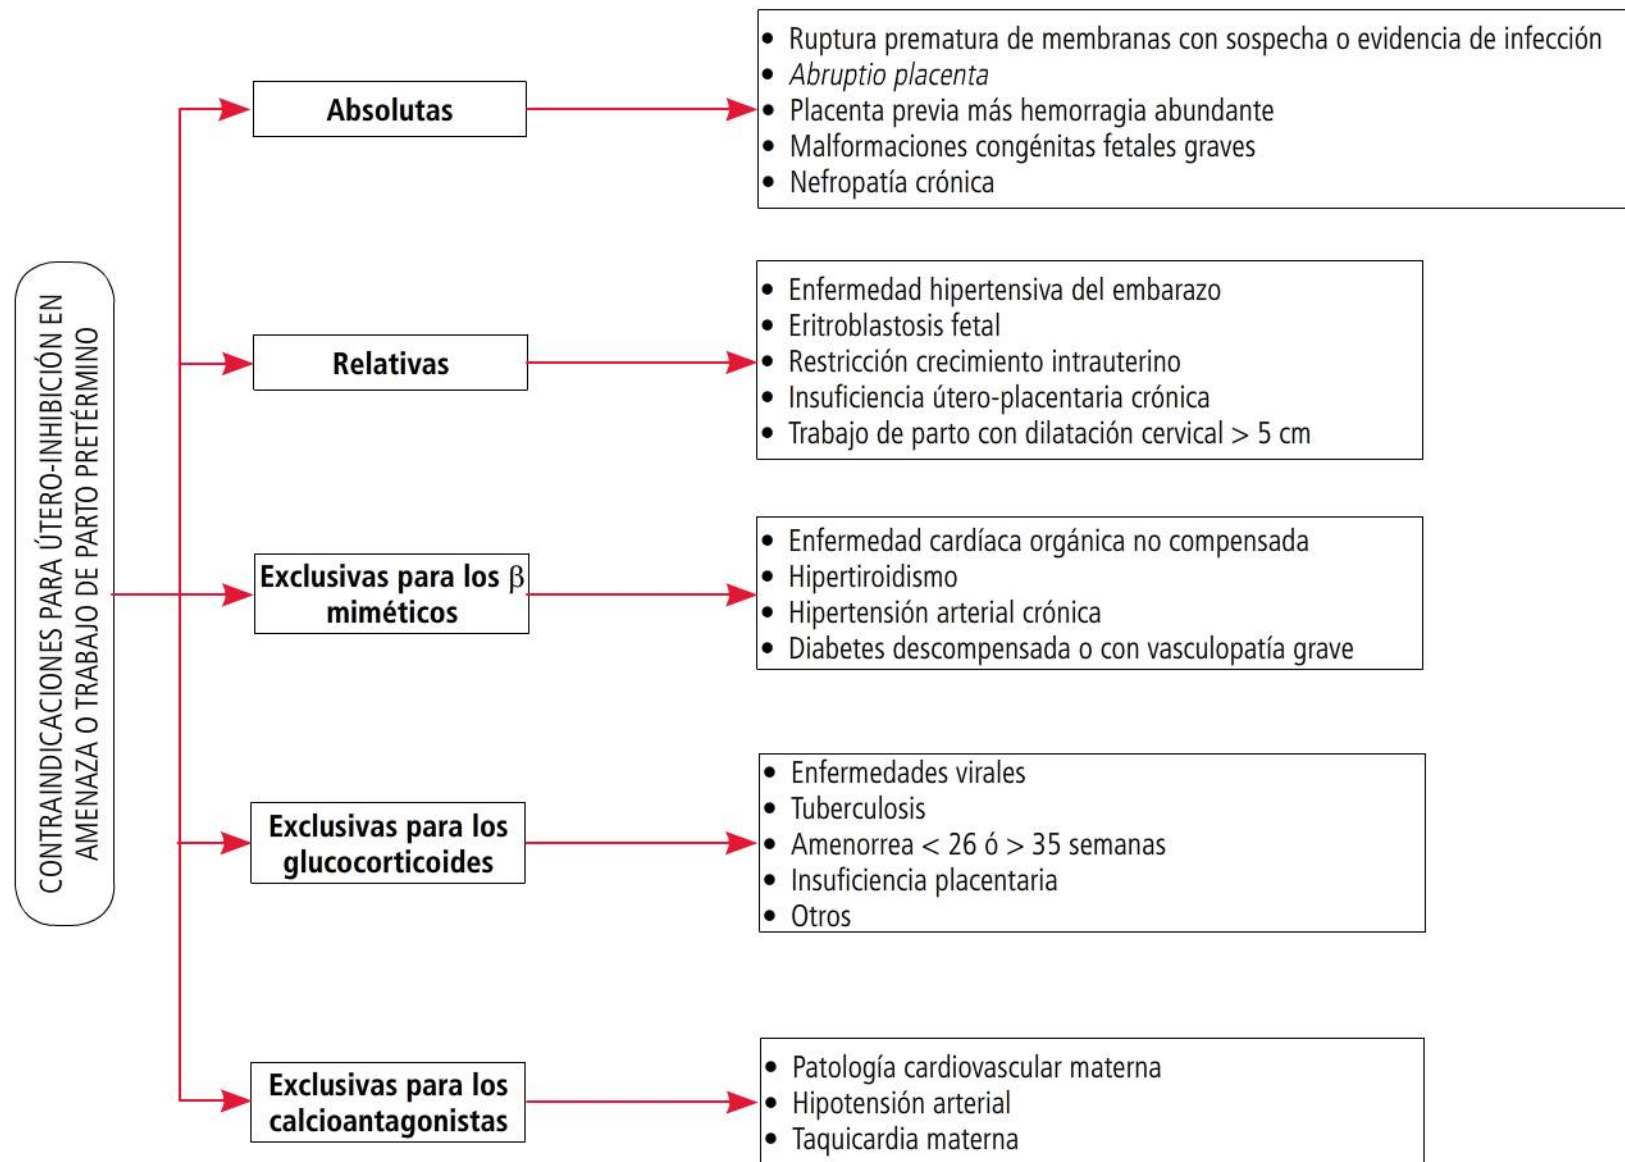 CONTRAINDICACIONES PARA ÚTERO-INHIBICIÓN EN
AMENAZA O TRABAJO DE PARTO PRETÉRMINO
Absolutas
• Ruptura prematura de membranas con sospecha o evidencia de infección
• Abruptio placenta
• Placenta previa más hemorragia abundante
• Malformaciones congénitas fetales graves
• Nefropatía crónica
Relativas
• Enfermedad hipertensiva del embarazo
• Eritroblastosis fetal
• Restricción crecimiento intrauterino
• Insuficiencia útero-placentaria crónica
• Trabajo de parto con dilatación cervical > 5 cm
Exclusivas para los β
miméticos
• Enfermedad cardíaca orgánica no compensada
• Hipertiroidismo
• Hipertensión arterial crónica
• Diabetes descompensada o con vasculopatía grave
Exclusivas para los
glucocorticoides
• Enfermedades virales
• Tuberculosis
• Amenorrea < 26 ó > 35 semanas
• Insuficiencia placentaria
• Otros
Exclusivas para los
calcioantagonistas
• Patología cardiovascular materna
• Hipotensión arterial
• Taquicardia materna